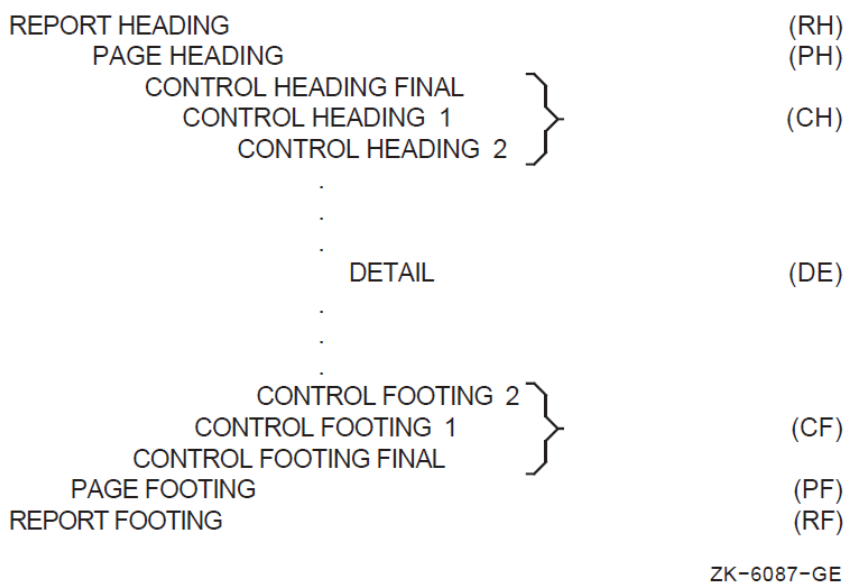 REPORT HEADING (RH)
PAGE HEADING (PH)
CONTROL HEADING FINAL
CONTROL HEADING 1 (CH)
CONTROL HEADING 2
.
.
.
DETAIL (DE)
.
.
.
CONTROL FOOTING 2
CONTROL FOOTING 1 (CF)
CONTROL FOOTING FINAL
PAGE FOOTING (PF)
REPORT FOOTING (RF)
ZK-6087-GE